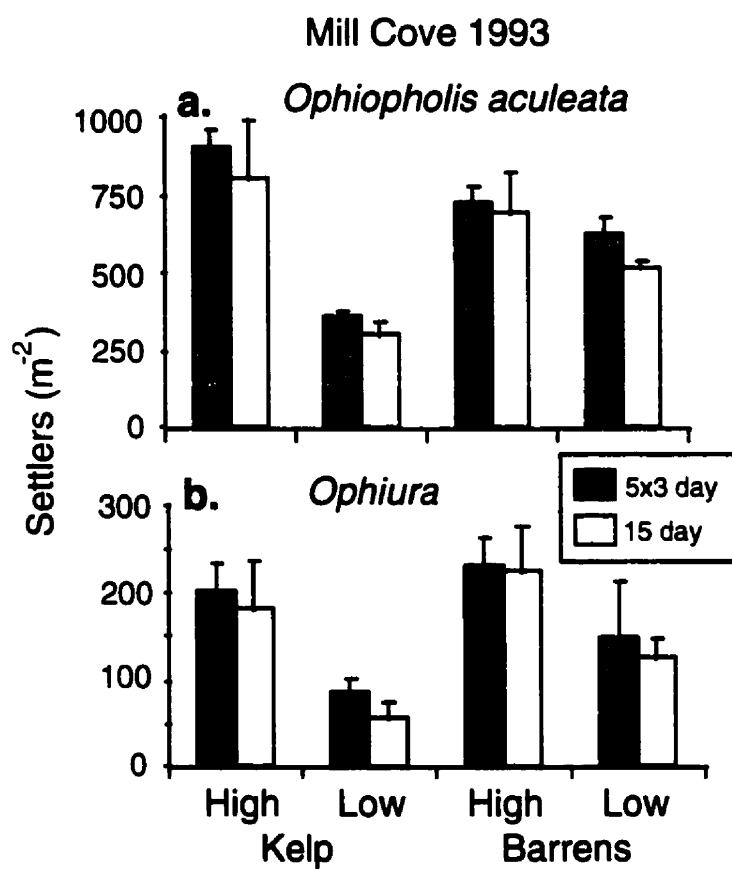 Mill Cove 1993
a. Ophiopholis aculeata
1000
750
500
250
0
Settlers (m⁻²)
b. Ophiura
5x3 day
15 day
300
200
100
0
High Low High Low
Kelp Barrens